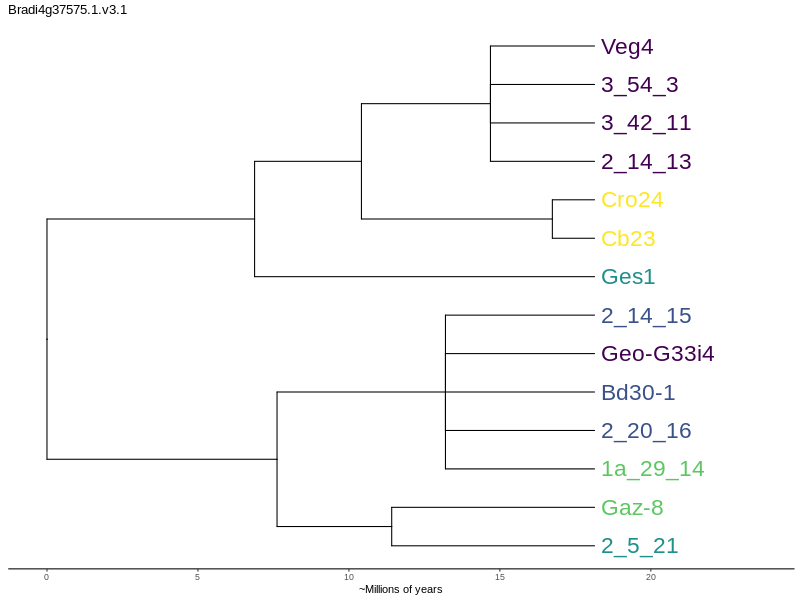 Bradi4g37575.1.v3.1
Veg4
3_54_3
3_42_11
2_14_13
Cro24
Cb23
Ges1
2_14_15
Geo-G33i4
Bd30-1
2_20_16
1a_29_14
Gaz-8
2_5_21
0 5 10 15 20
~Millions of years